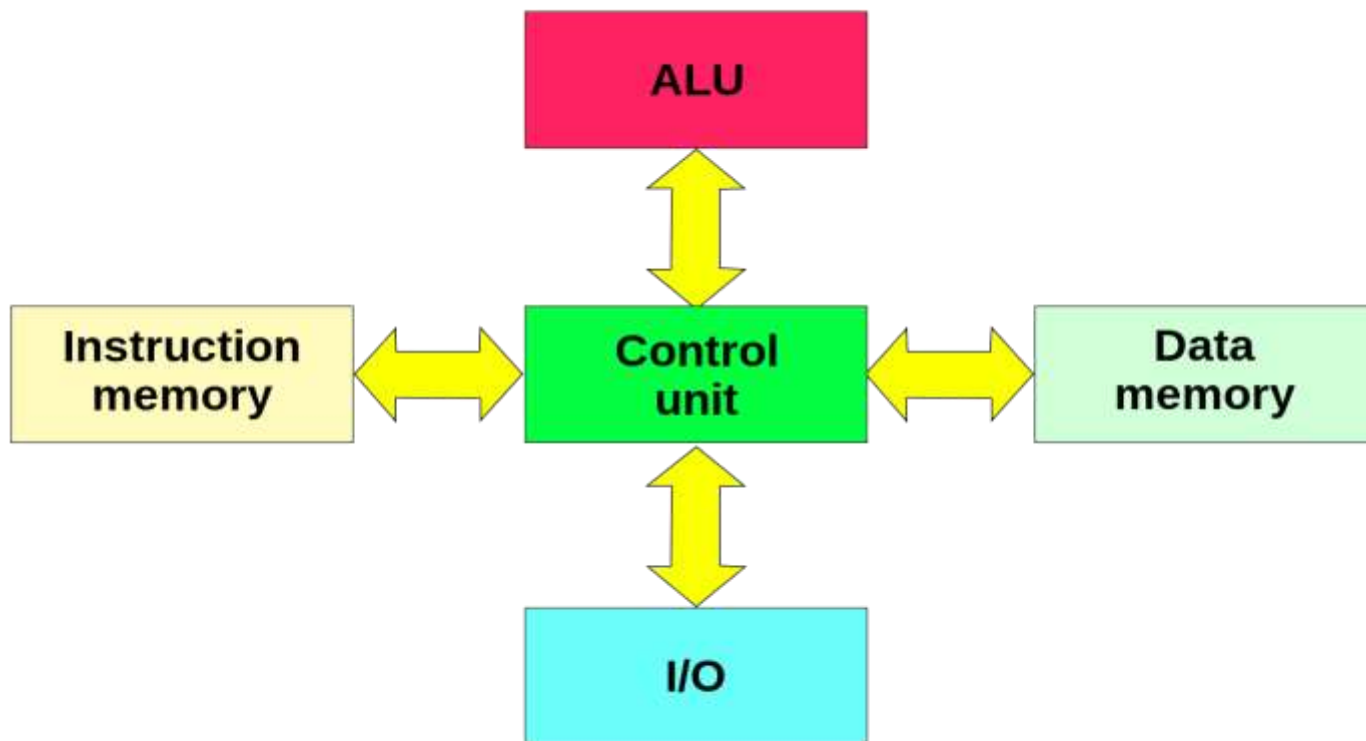 ALU
Instruction
memory
Control
unit
Data
memory
I/O